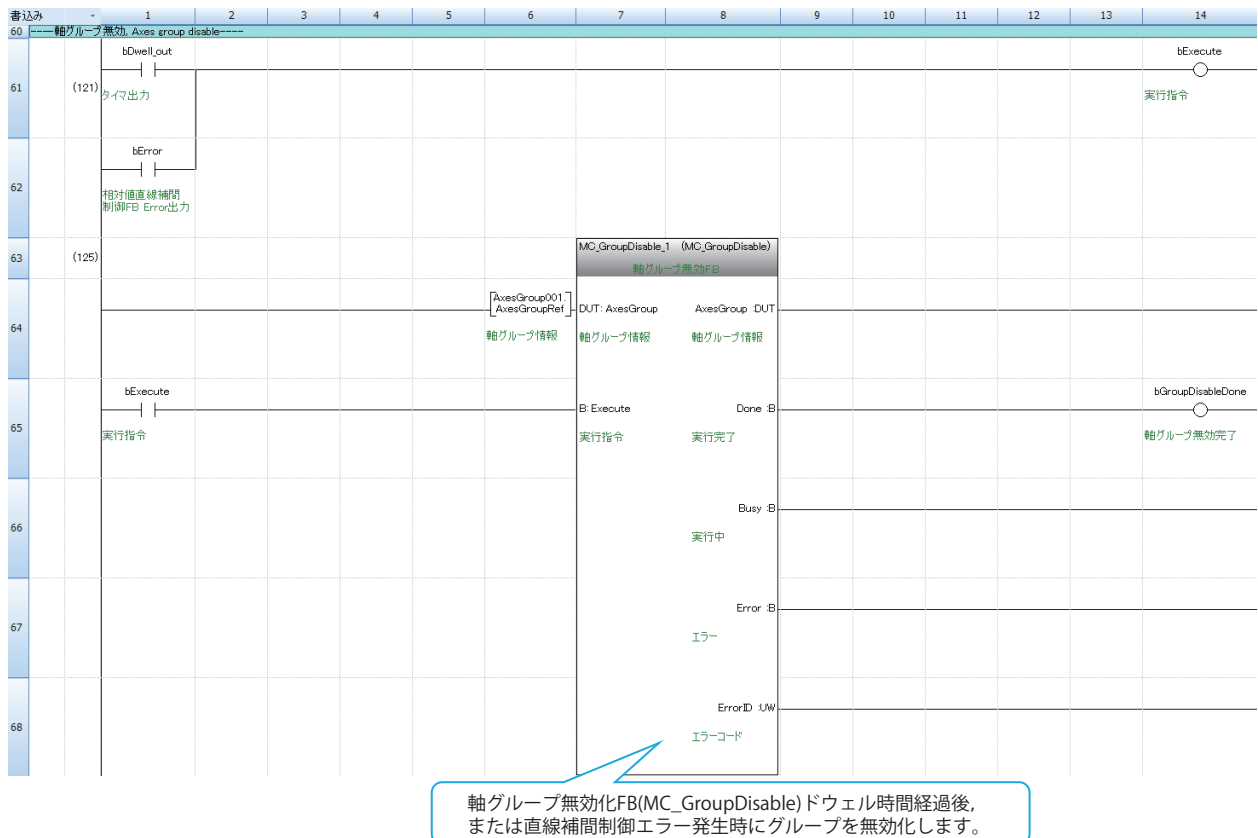 書込み 1 2 3 4 5 6 7 8 9 10 11 12 13 14
60 ----軸グループ無効, Axes group disable----
bDwell_out bExecute
61 (121) タイマ出力 実行指令
bError
62 相対値直線補間
制御FB Error出力
63 (125) MC_GroupDisable_1 (MC_GroupDisable)
軸グループ無効FB
AxesGroup001.
AxesGroupRef DUT: AxesGroup AxesGroup :DUT
64 軸グループ情報 軸グループ情報 軸グループ情報
bExecute bGroupDisableDone
B: Execute Done :B
65 実行指令 実行指令 実行完了 軸グループ無効完了
Busy :B
66 実行中
Error :B
67 エラー
ErrorID :UW
68 エラーコード
軸グループ無効化FB(MC_GroupDisable)ドウェル時間経過後,
または直線補間制御エラー発生時にグループを無効化します。